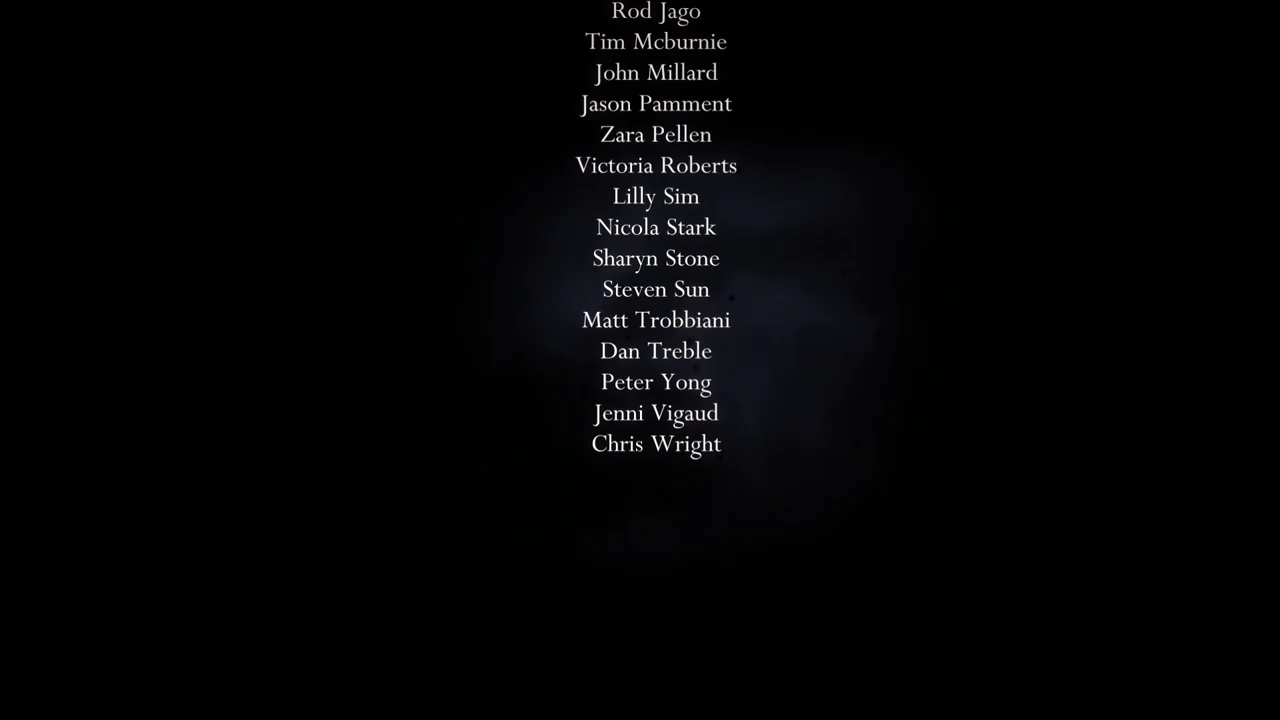 Rod Jago
Tim Mcburnie
John Millard
Jason Pamment
Zara Pellen
Victoria Roberts
Lilly Sim
Nicola Stark
Sharyn Stone
Steven Sun
Matt Trobbiani
Dan Treble
Peter Yong
Jenni Vigaud
Chris Wright